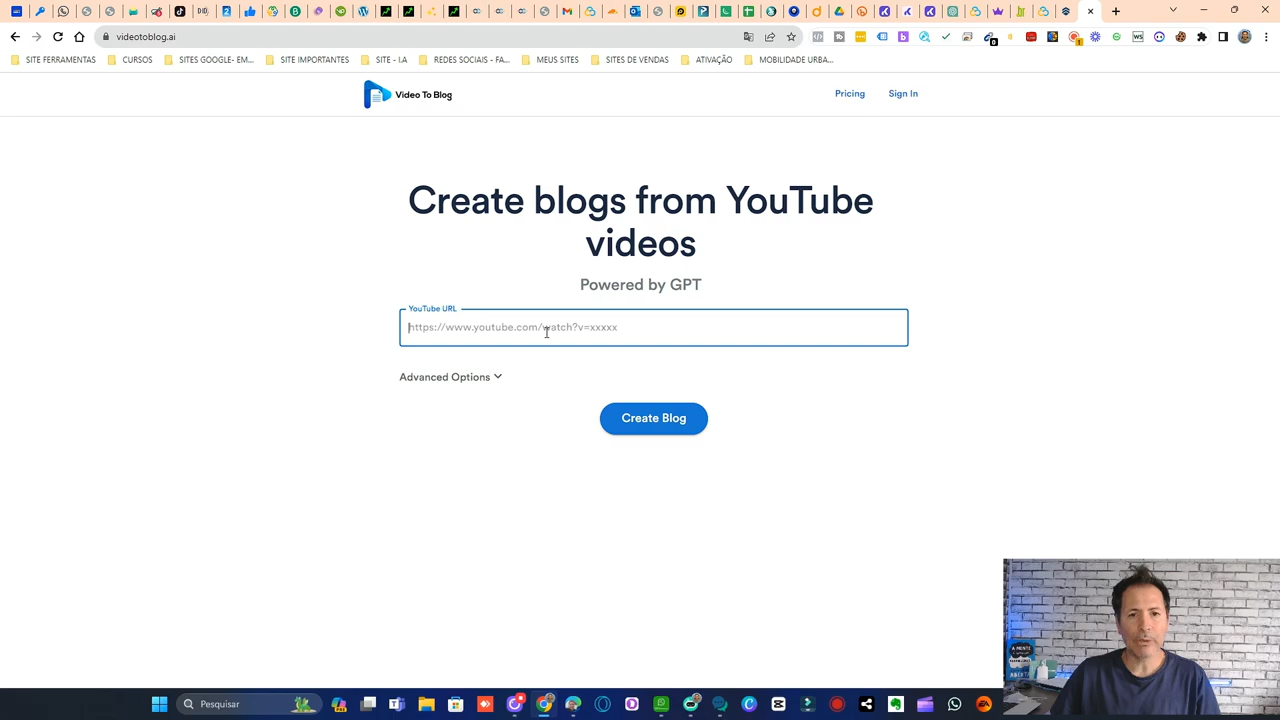 videotoblog.ai
SITE FERRAMENTAS
CURSOS
SITES GOOGLE- EM...
SITE IMPORTANTES
SITE - I.A
REDES SOCIAIS - FA...
MEUS SITES
SITES DE VENDAS
ATIVAÇÃO
MOBILIDADE URBA...
Video To Blog
Pricing
Sign In
Create blogs from YouTube
videos
Powered by GPT
YouTube URL
https://www.youtube.com/watch?v=xxxxx
Advanced Options
Create Blog
A MENTE
Pesquisar